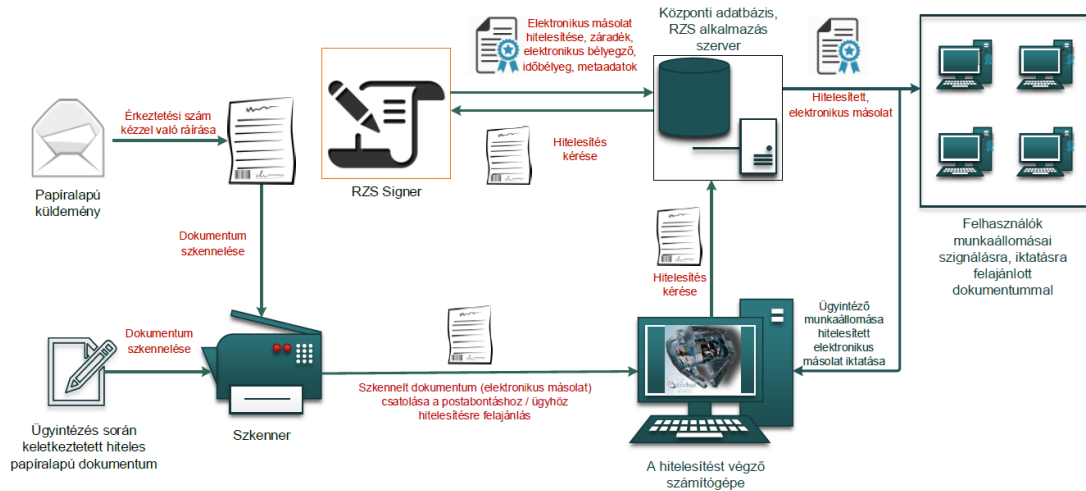 Elektronikus másolat
hitelesítése, záradék,
elektronikus bélyegző,
időbélyeg, metaadatok
Központi adatbázis,
RZS alkalmazás
szerver
Érkeztetési szám
kézzel való ráírása
Hitelesítés
kérése
Hitelesített,
elektronikus másolat
Papíralapú
küldemény
RZS Signer
Felhasználók
munkaállomásai
szignálásra, iktatásra
felajánlott
dokumentummal
Dokumentum
szkennelése
Hitelesítés
kérése
Ügyintéző
munkaállomása
hitelesített
elektronikus
másolat iktatása
Dokumentum
szkennelése
Szkennelt dokumentum (elektronikus másolat)
csatolása a postabontáshoz / ügyhöz
hitelesítésre felajánlás
Szkenner
Ügyintézés során
keletkeztetett hiteles
papíralapú dokumentum
A hitelesítést végző
számítógépe